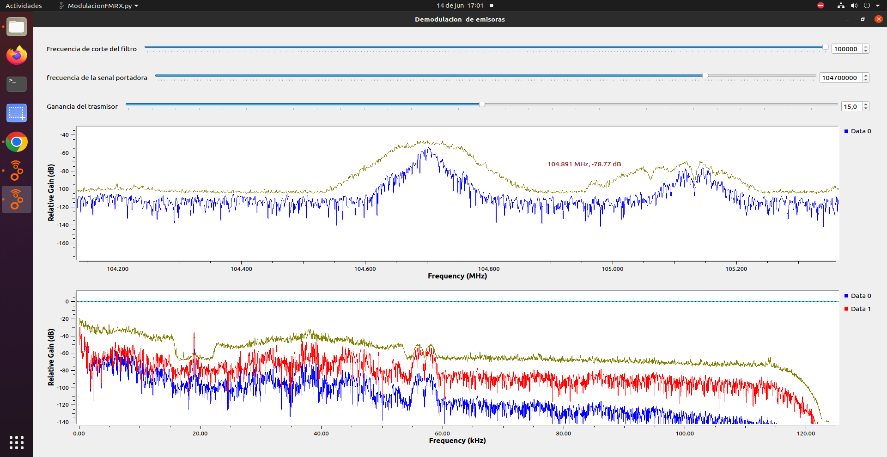 Actividades ModulacionFMRX.py 14 de jun 17:01
Demodulacion de emisoras
Frecuencia de corte del filtro 100000
frecuencia de la senal portadora 104700000
Ganancia del trasmisor 15,0
Relative Gain (dB)
-40
-60
-80
-100
-120
-140
-160
104.891 MHz, -78.77 dB
Data 0
104.200 104.400 104.600 104.800 105.000 105.200
Frequency (MHz)
Relative Gain (dB)
0
-20
-40
-60
-80
-100
-120
-140
Data 0
Data 1
0.00 20.00 40.00 60.00 80.00 100.00 120.00
Frequency (kHz)